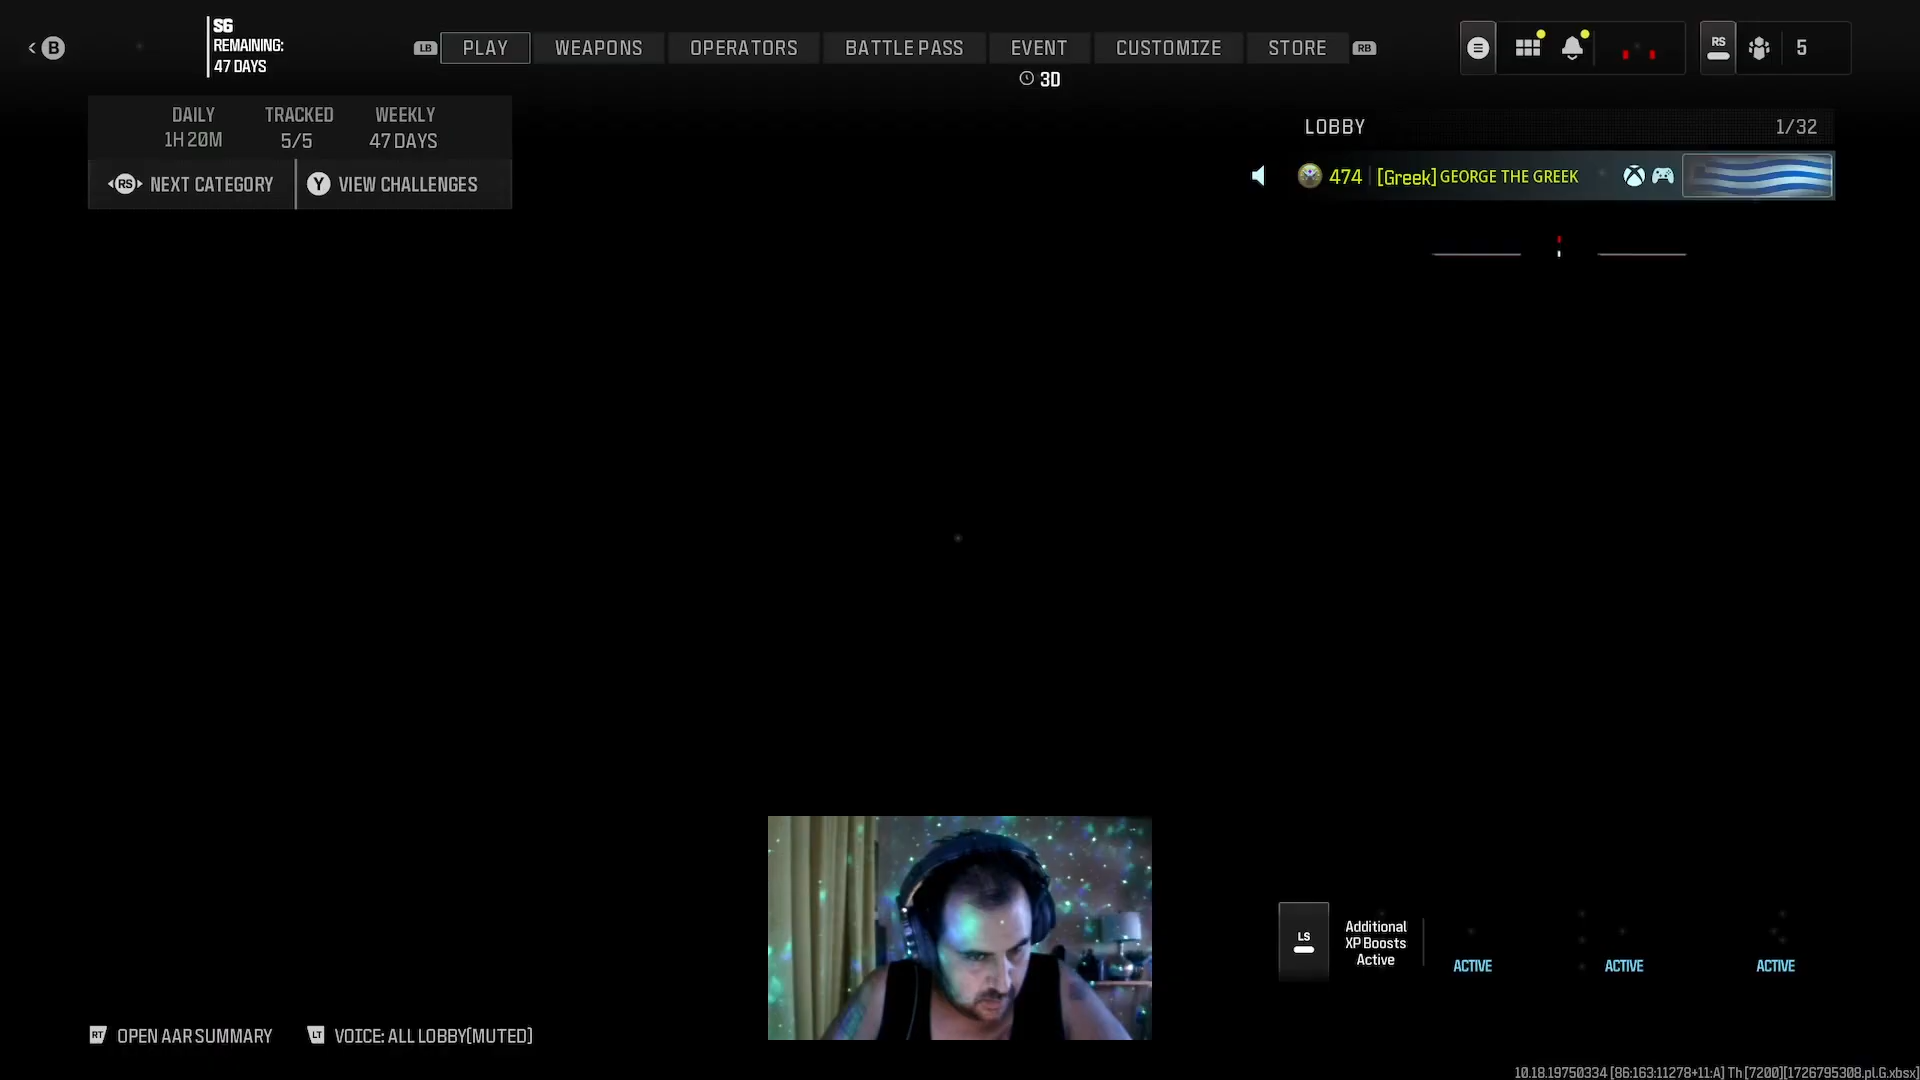 B
S6
REMAINING:
47 DAYS
LB PLAY WEAPONS OPERATORS BATTLE PASS EVENT CUSTOMIZE STORE RB
3D
RS 5
DAILY TRACKED WEEKLY
1H 20M 5/5 47 DAYS
RS NEXT CATEGORY Y VIEW CHALLENGES
LOBBY 1/32
474 [Greek] GEORGE THE GREEK
LS Additional
XP Boosts
Active
ACTIVE ACTIVE ACTIVE
RT OPEN AAR SUMMARY LT VOICE: ALL LOBBY(MUTED)
10.18.19750334 [86:163:11278+11:A] Th [7200][1726795308.pl.G.xbsx]